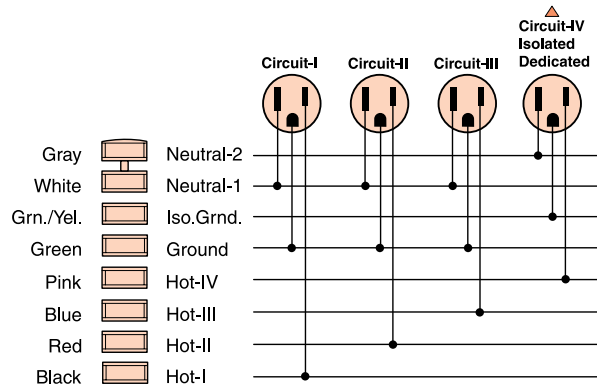 Circuit-IV
Isolated
Dedicated
Circuit-I
Circuit-II
Circuit-III
Gray
Neutral-2
White
Neutral-1
Grn./Yel.
Iso.Grnd.
Green
Ground
Pink
Hot-IV
Blue
Hot-III
Red
Hot-II
Black
Hot-I